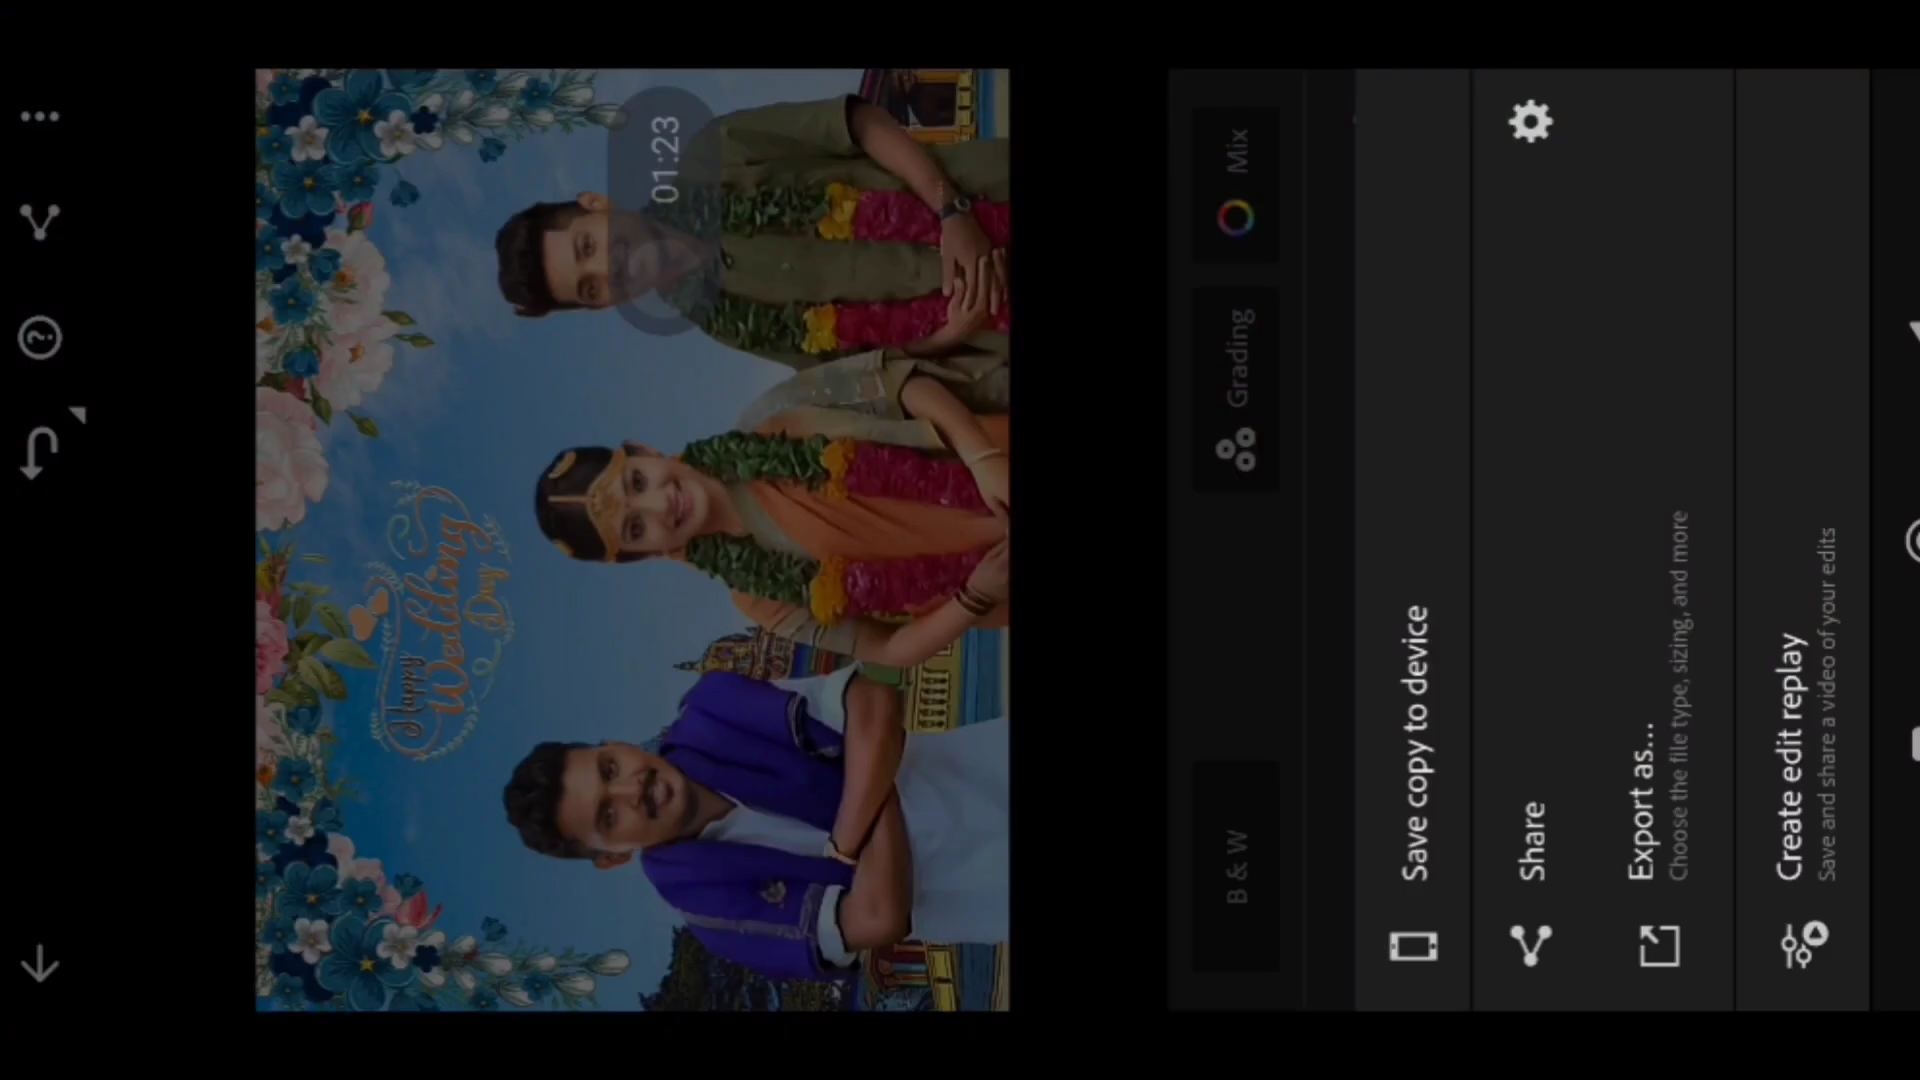 01:23
Happy
Wedding
Day
B & W
Grading
Mix
Save copy to device
Share
Export as...
Choose the file type, sizing, and more
Create edit replay
Save and share a video of your edits